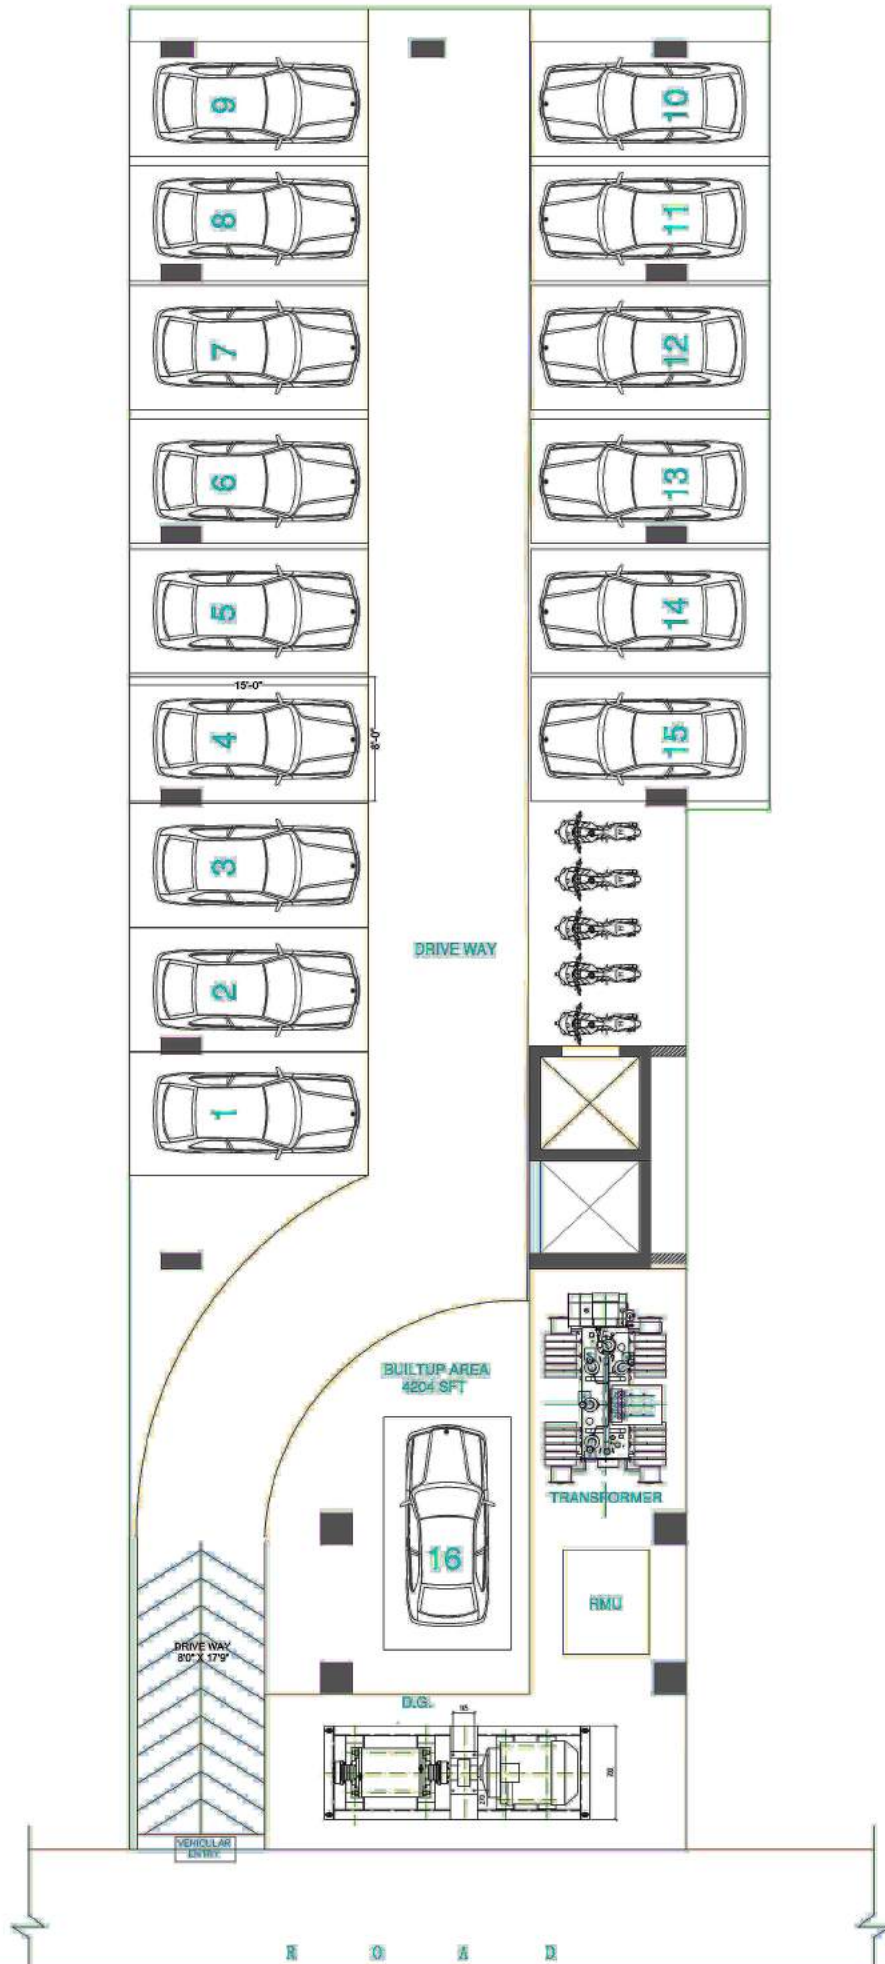 9
10
8
11
7
12
6
13
5
14
15'-0"
4
8'-0"
15
3
DRIVE WAY
2
1
BUILTUP AREA
4204 SFT
TRANSFORMER
16
RMU
DRIVE WAY
8'0" X 17'9"
D.G.
VEHICULAR
ENTRY
R O A D